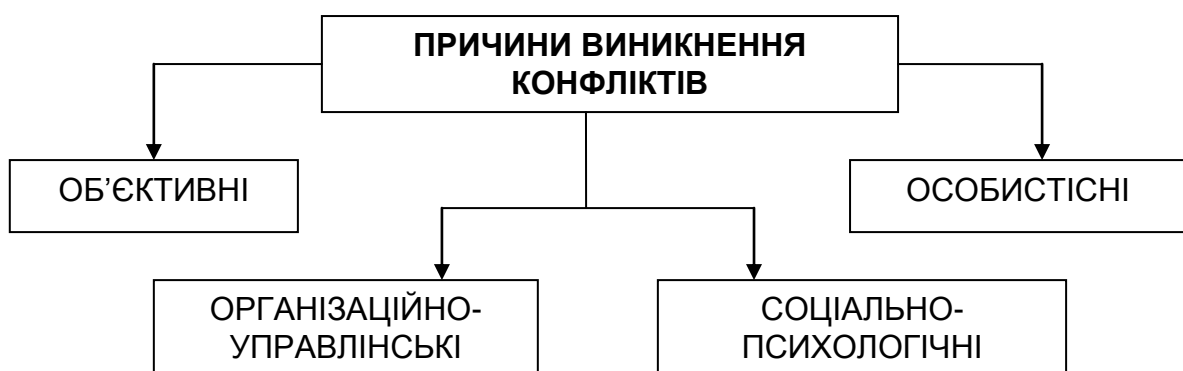 ПРИЧИНИ ВИНИКНЕННЯ
КОНФЛІКТІВ
ОБ’ЄКТИВНІ
ОСОБИСТІСНІ
ОРГАНІЗАЦІЙНО-
УПРАВЛІНСЬКІ
СОЦІАЛЬНО-
ПСИХОЛОГІЧНІ